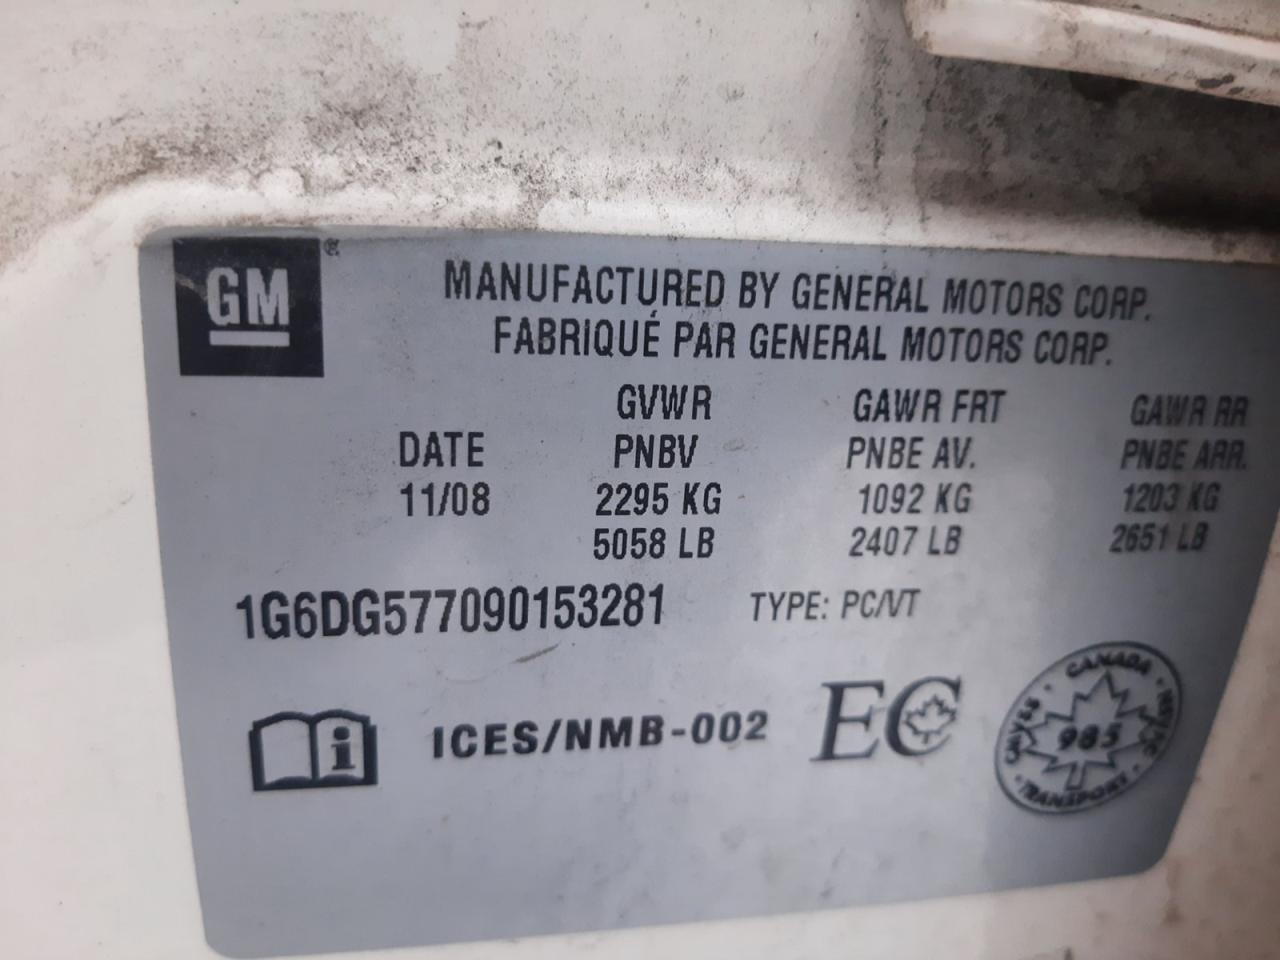 GM ®
MANUFACTURED BY GENERAL MOTORS CORP.
FABRIQUÉ PAR GENERAL MOTORS CORP.
GVWR GAWR FRT GAWR RR
DATE PNBV PNBE AV. PNBE ARR.
11/08 2295 KG 1092 KG 1203 KG
5058 LB 2407 LB 2651 LB
1G6DG577090153281 TYPE: PC/VT
i ICES/NMB-002 EC
CANADA
CMVSS 985 NSVAC
TRANSPORT